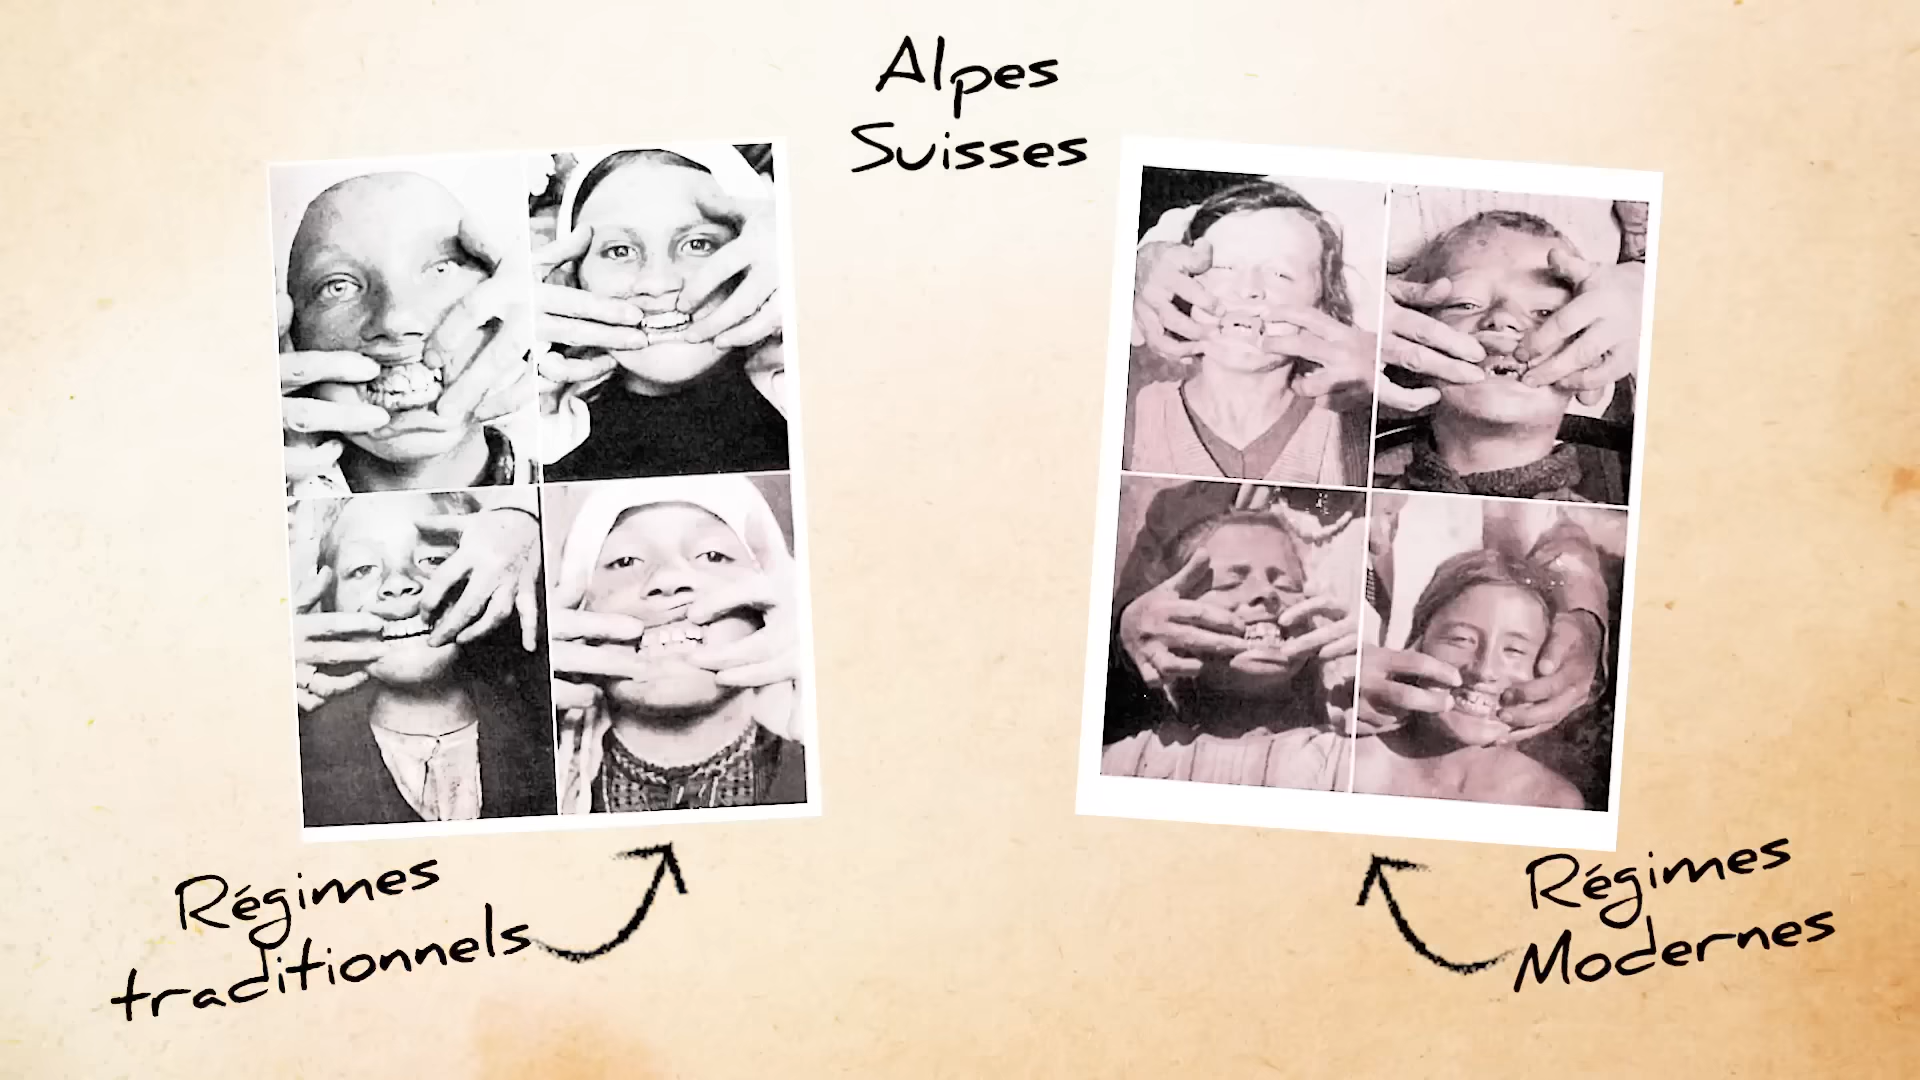 Alpes
Suisses
Régimes
traditionnels
Régimes
Modernes